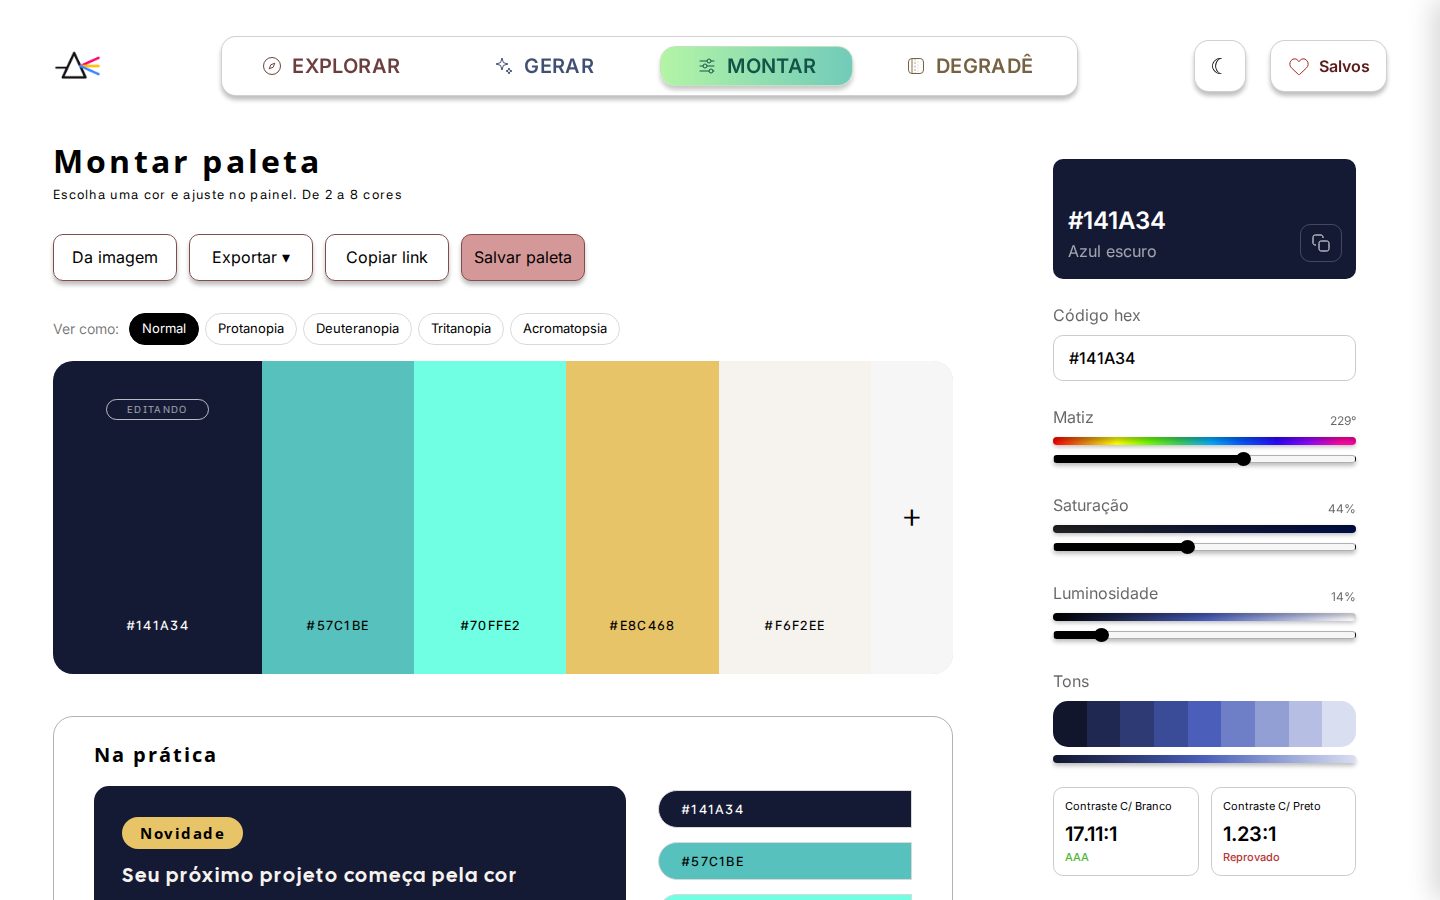 EXPLORAR
GERAR
MONTAR
DEGRADÊ
Salvos
Montar paleta
Escolha uma cor e ajuste no painel. De 2 a 8 cores
Da imagem
Exportar ▾
Copiar link
Salvar paleta
Ver como:
Normal
Protanopia
Deuteranopia
Tritanopia
Acromatopsia
EDITANDO
#141A34
#57C1BE
#70FFE2
#E8C468
#F6F2EE
+
Na prática
Novidade
Seu próximo projeto começa pela cor
#141A34
#57C1BE
#141A34
Azul escuro
Código hex
#141A34
Matiz
229°
Saturação
44%
Luminosidade
14%
Tons
Contraste C/ Branco
17.11:1
AAA
Contraste C/ Preto
1.23:1
Reprovado